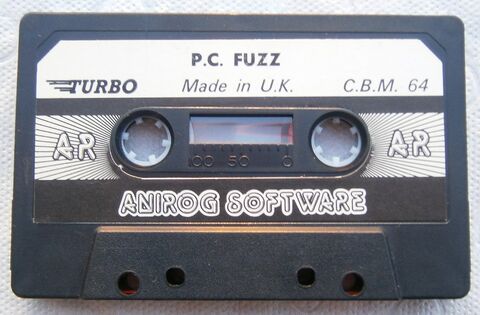 P.C. FUZZ
TURBO Made in U.K. C.B.M. 64
AR AR
100 50 0
ANIROG SOFTWARE